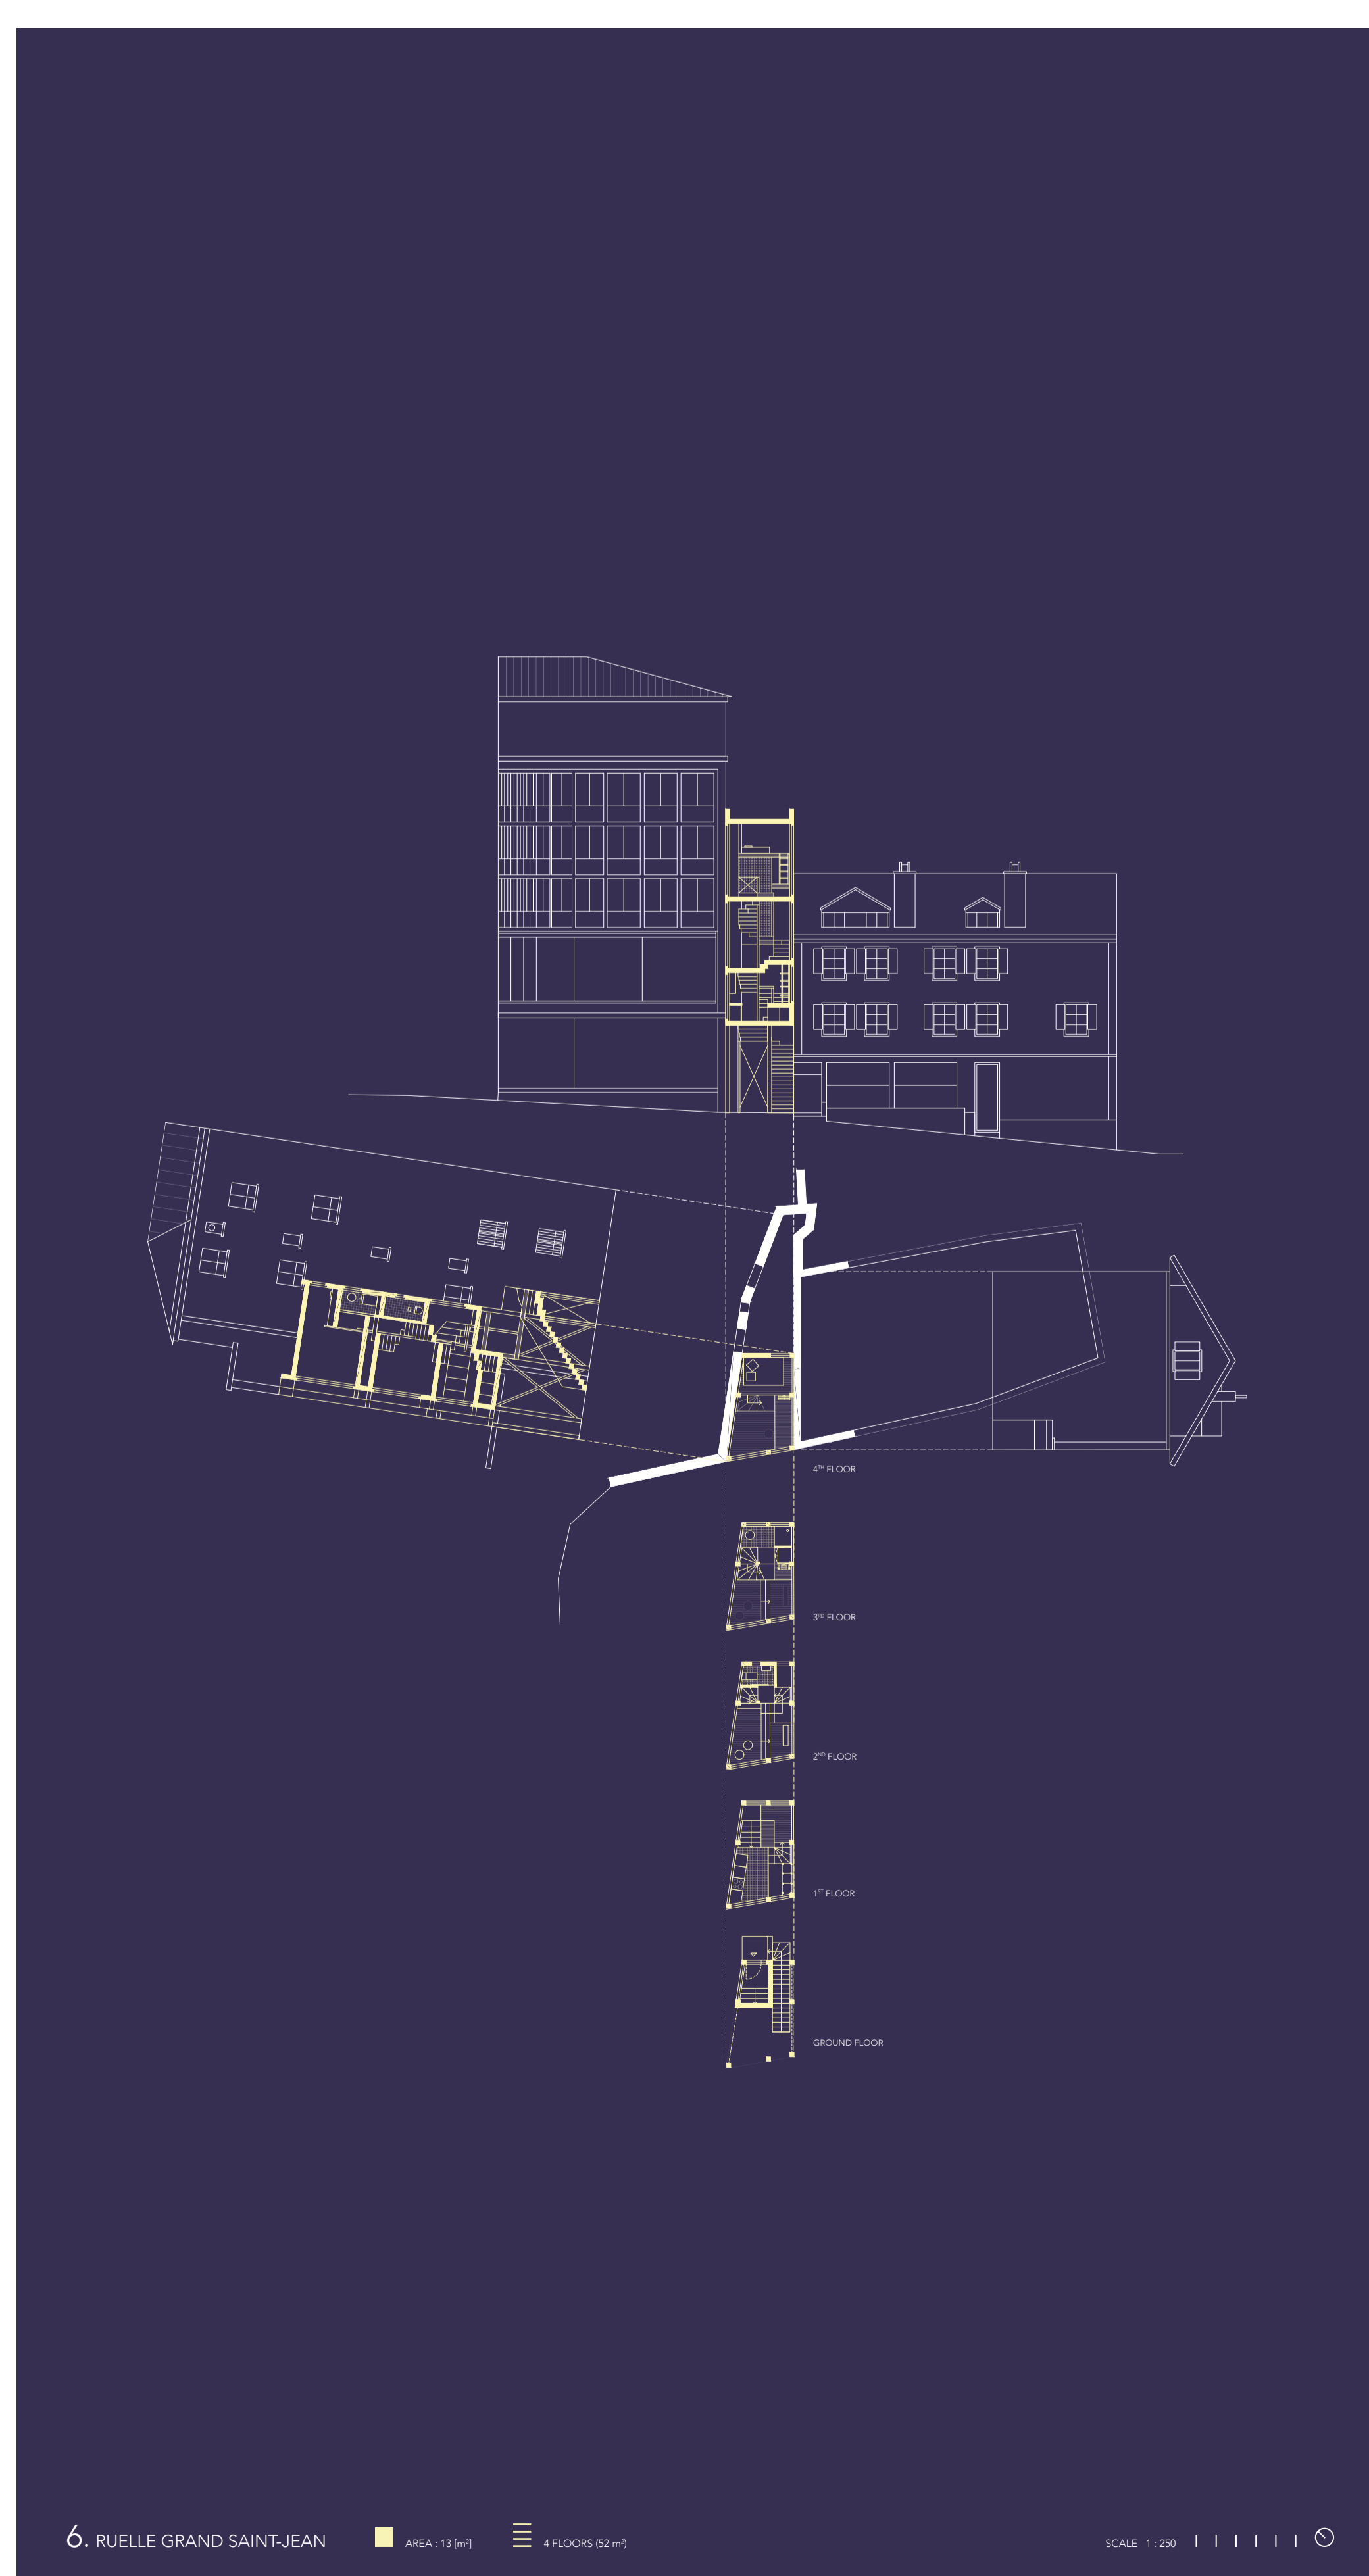 4TH FLOOR
3RD FLOOR
2ND FLOOR
1ST FLOOR
GROUND FLOOR
6. RUELLE GRAND SAINT-JEAN AREA : 13 [m²] 4 FLOORS (52 m²) SCALE 1 : 250